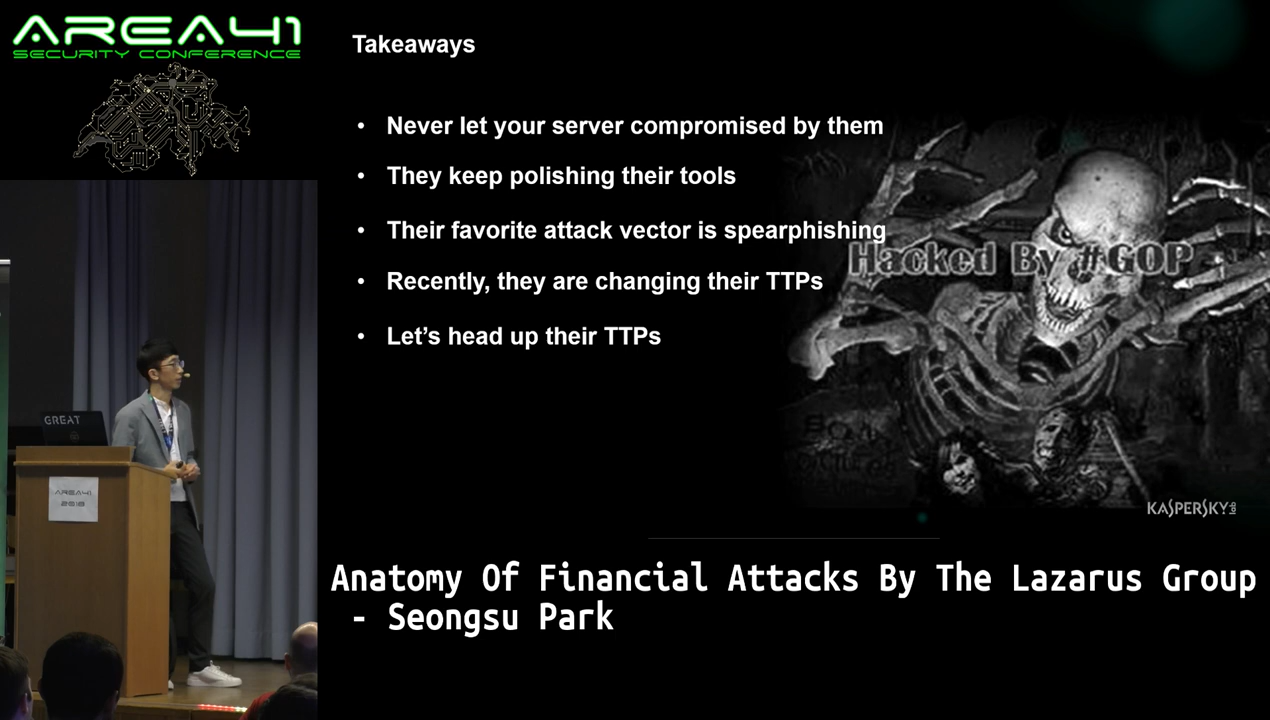 AREA41
SECURITY CONFERENCE
Takeaways
• Never let your server compromised by them
• They keep polishing their tools
• Their favorite attack vector is spearphishing
• Recently, they are changing their TTPs
• Let’s head up their TTPs
Hacked By #GOP
GREAT
AREA41
2018
KASPERSKY lab
Anatomy Of Financial Attacks By The Lazarus Group
- Seongsu Park